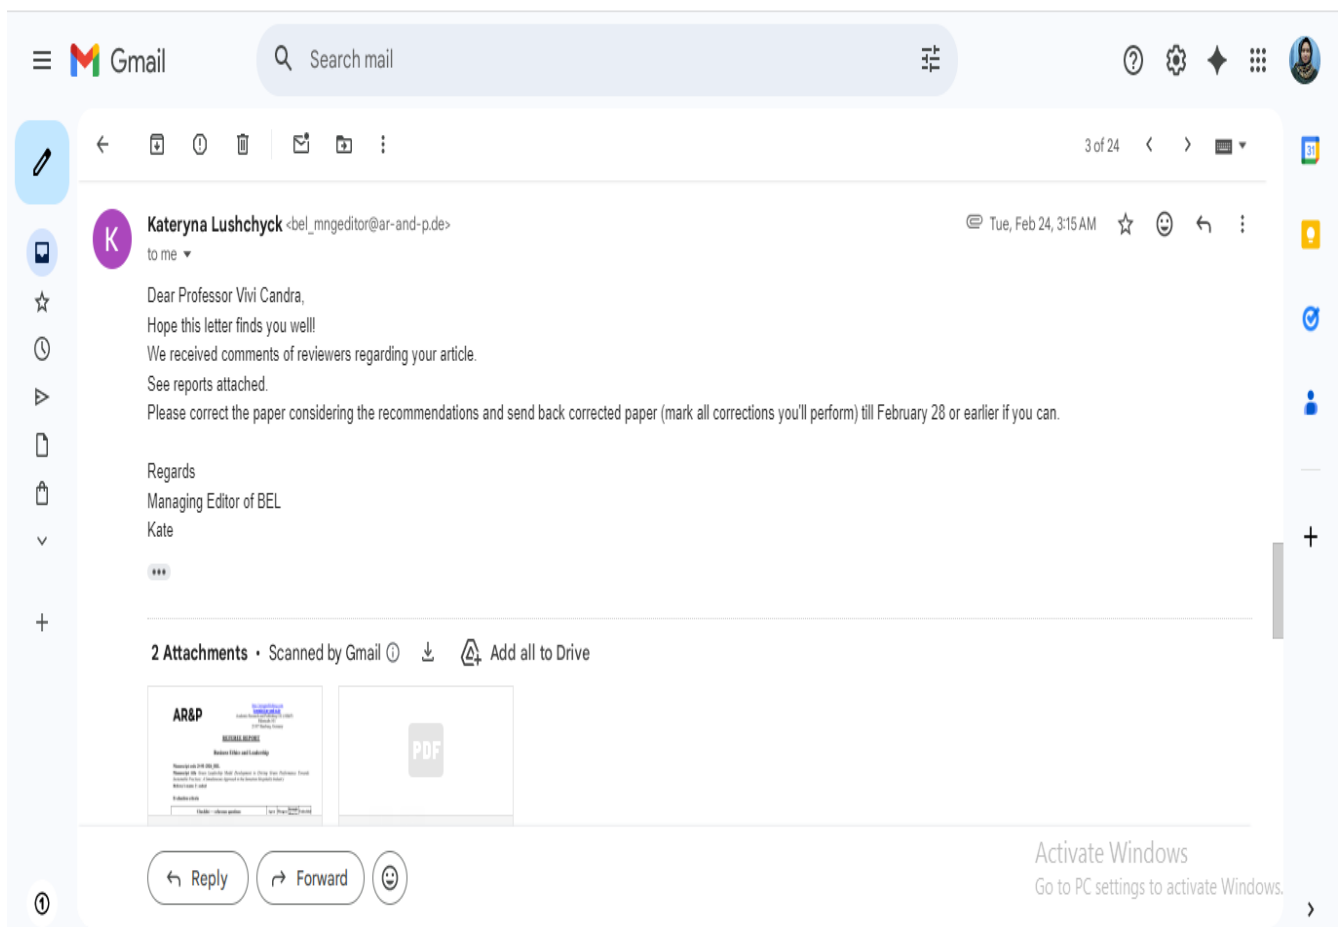 Gmail
Search mail
3 of 24
31
K
Kateryna Lushchyck <bel_mngeditor@ar-and-p.de>
Tue, Feb 24, 3:15 AM
to me
Dear Professor Vivi Candra,
Hope this letter finds you well!
We received comments of reviewers regarding your article.
See reports attached.
Please correct the paper considering the recommendations and send back corrected paper (mark all corrections you'll perform) till February 28 or earlier if you can.
Regards
Managing Editor of BEL
Kate
2 Attachments • Scanned by Gmail
Add all to Drive
AR&P
REFEREE REPORT
Business Ethics and Leadership
PDF
Reply
Forward
Activate Windows
Go to PC settings to activate Windows.